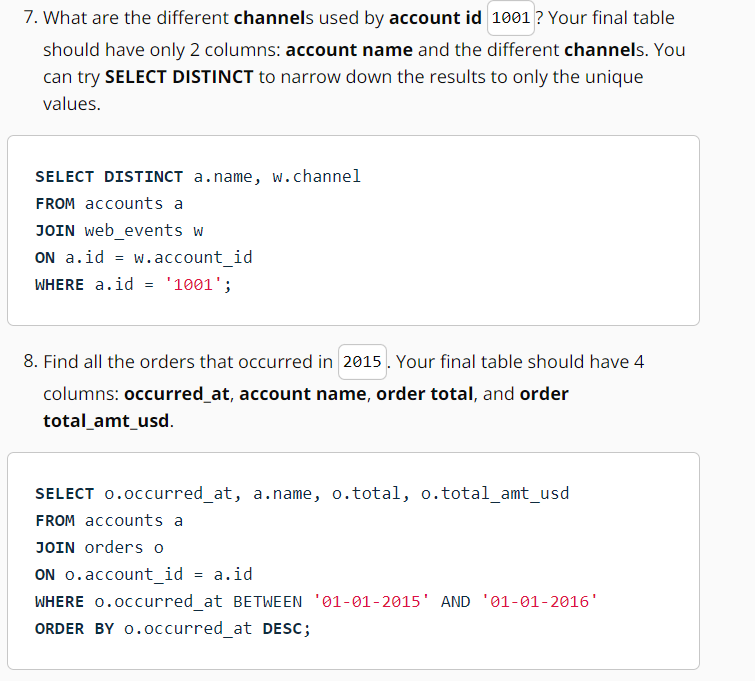 7. What are the different channels used by account id 1001? Your final table
should have only 2 columns: account name and the different channels. You
can try SELECT DISTINCT to narrow down the results to only the unique
values.
SELECT DISTINCT a.name, w.channel
FROM accounts a
JOIN web_events w
ON a.id = w.account_id
WHERE a.id = '1001';
8. Find all the orders that occurred in 2015. Your final table should have 4
columns: occurred_at, account name, order total, and order
total_amt_usd.
SELECT o.occurred_at, a.name, o.total, o.total_amt_usd
FROM accounts a
JOIN orders o
ON o.account_id = a.id
WHERE o.occurred_at BETWEEN '01-01-2015' AND '01-01-2016'
ORDER BY o.occurred_at DESC;